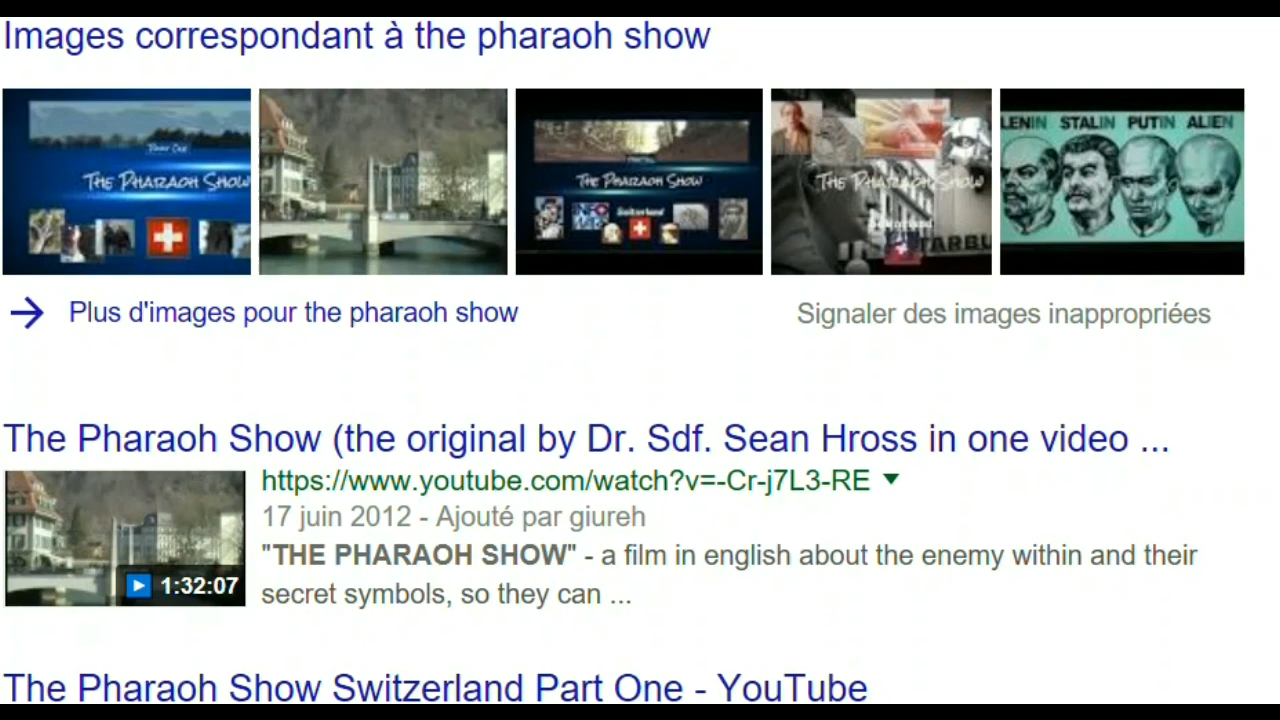 Images correspondant à the pharaoh show
THE PHARAOH SHOW
THE PHARAOH SHOW
Switzerland
THE PHARAOH SHOW
STARBU
LENIN STALIN PUTIN ALIEN
Plus d'images pour the pharaoh show
Signaler des images inappropriées
The Pharaoh Show (the original by Dr. Sdf. Sean Hross in one video ...
https://www.youtube.com/watch?v=-Cr-j7L3-RE
17 juin 2012 - Ajouté par giureh
"THE PHARAOH SHOW" - a film in english about the enemy within and their
1:32:07
secret symbols, so they can ...
The Pharaoh Show Switzerland Part One - YouTube